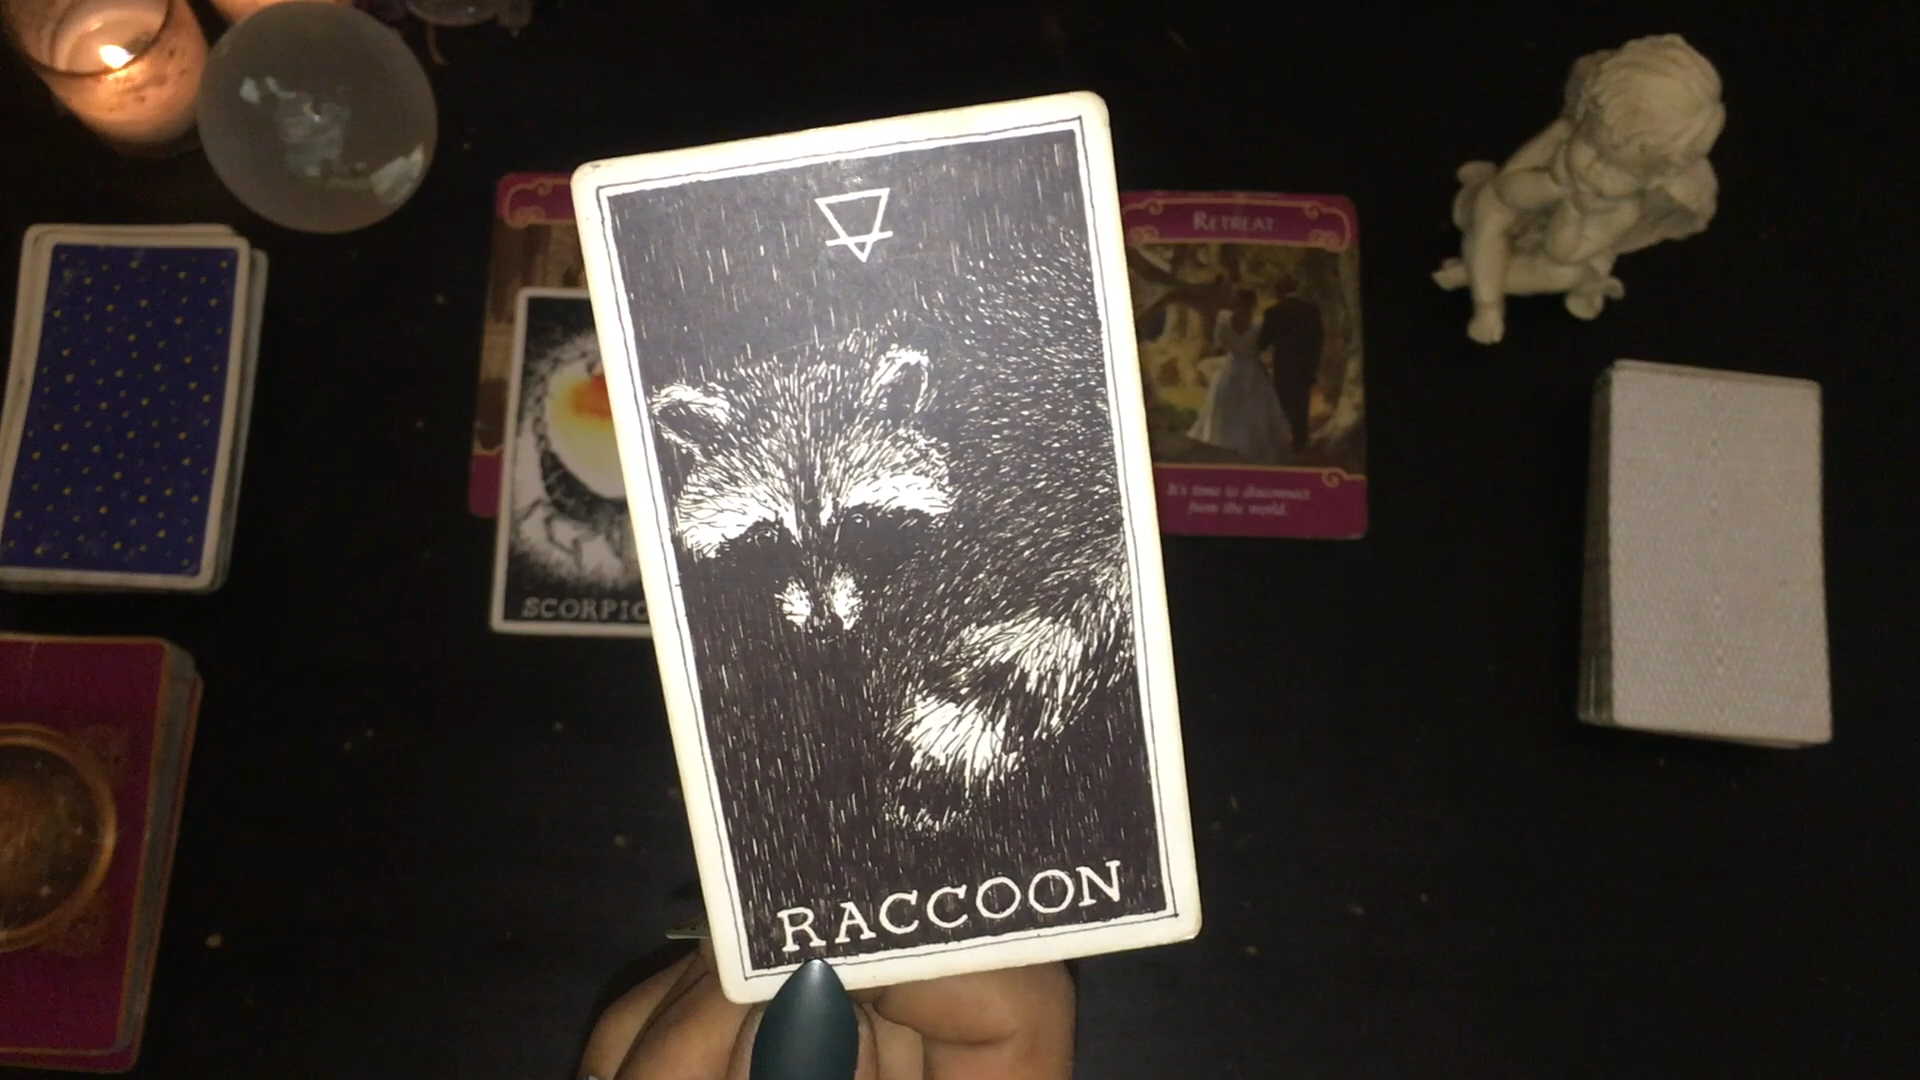 RETREAT
It's time to disconnect
from the world.
SCORPIO
RACCOON